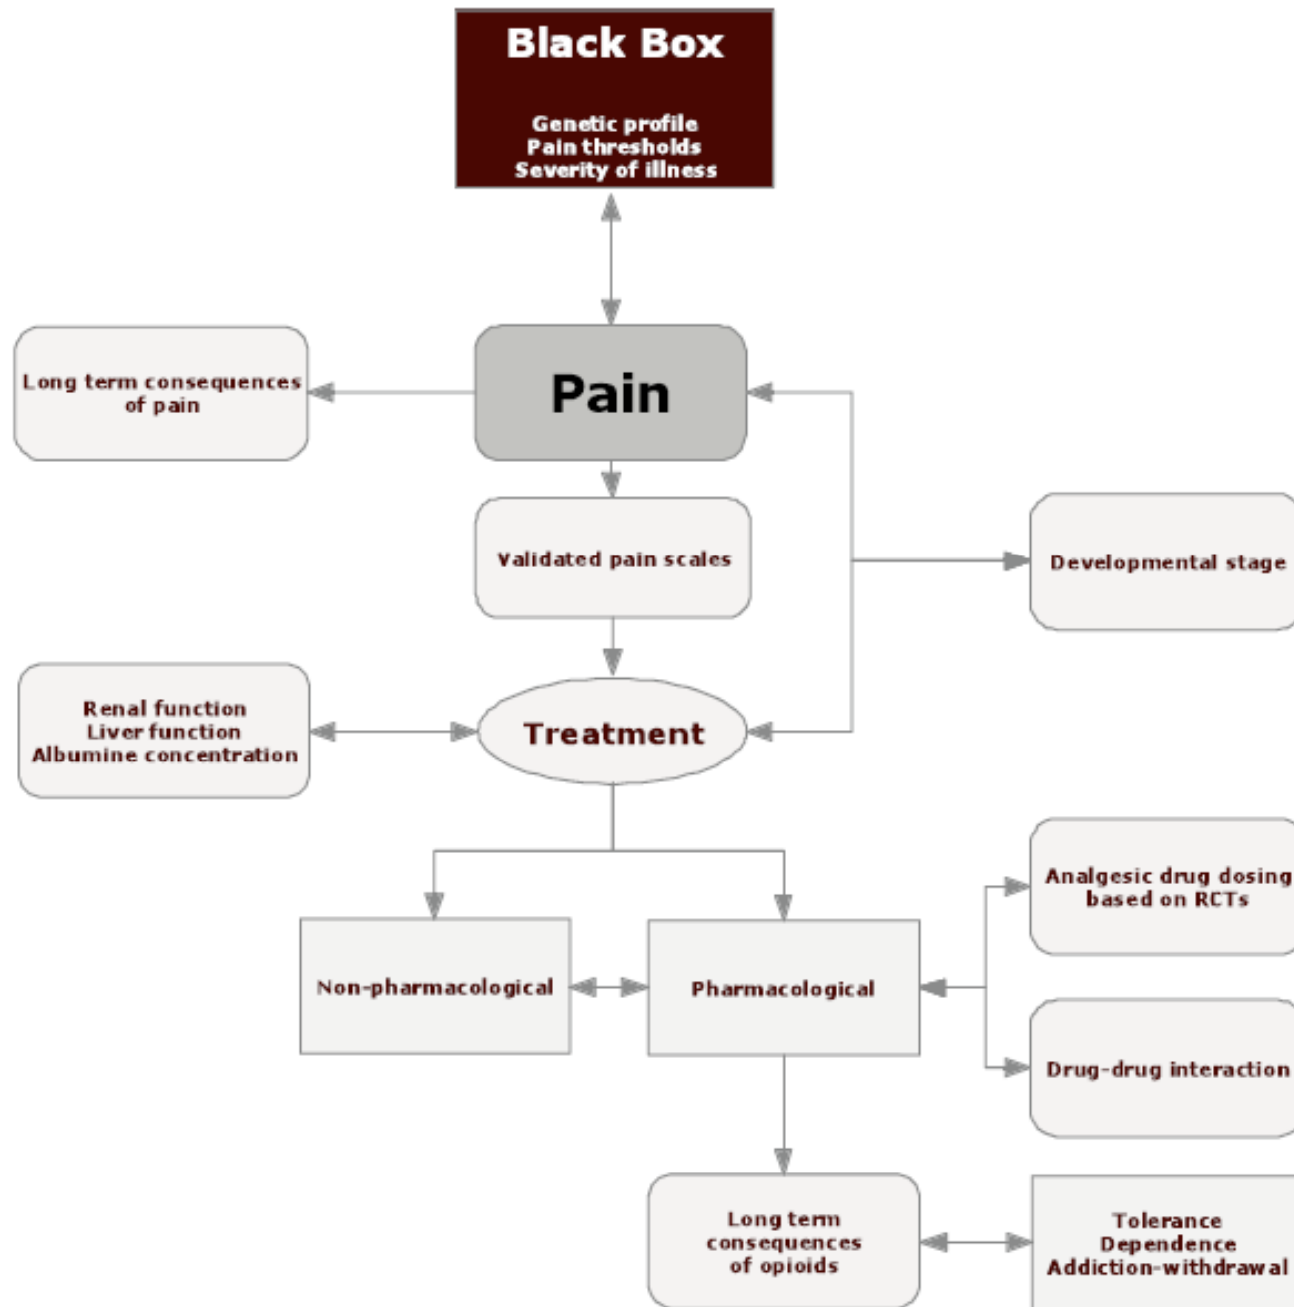 Black Box
Genetic profile
Pain thresholds
Severity of illness
Long term consequences
of pain
Pain
Validated pain scales
Developmental stage
Renal function
Liver function
Albumine concentration
Treatment
Analgesic drug dosing
based on RCTs
Non-pharmacological
Pharmacological
Drug-drug interaction
Long term
consequences
of opioids
Tolerance
Dependence
Addiction-withdrawal